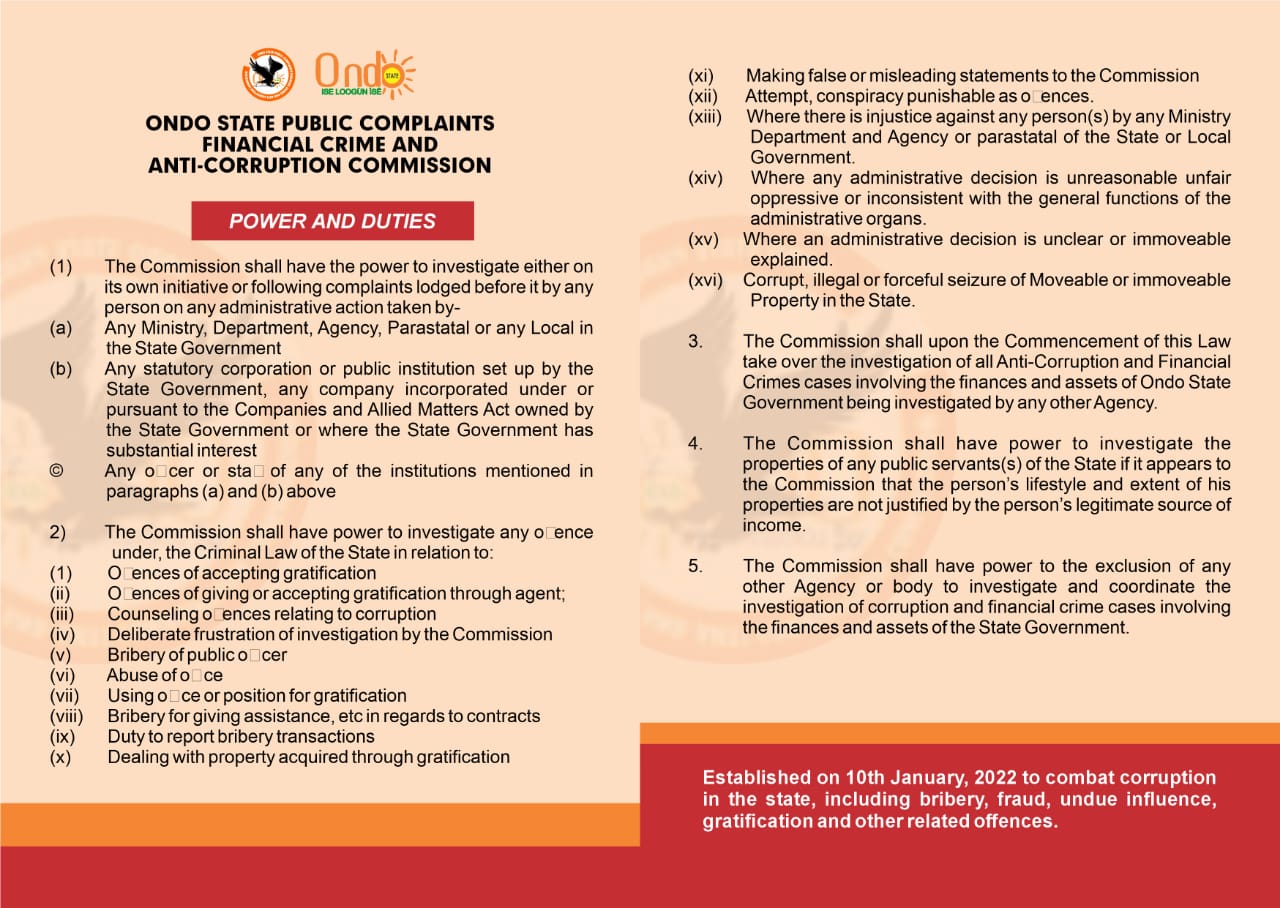 Ondo
STATE
ISE LOOGUN ISE
ONDO STATE PUBLIC COMPLAINTS
FINANCIAL CRIME AND
ANTI-CORRUPTION COMMISSION
POWER AND DUTIES
(1) The Commission shall have the power to investigate either on
its own initiative or following complaints lodged before it by any
person on any administrative action taken by-
(a) Any Ministry, Department, Agency, Parastatal or any Local in
the State Government
(b) Any statutory corporation or public institution set up by the
State Government, any company incorporated under or
pursuant to the Companies and Allied Matters Act owned by
the State Government or where the State Government has
substantial interest
© Any o□cer or sta□ of any of the institutions mentioned in
paragraphs (a) and (b) above
2) The Commission shall have power to investigate any o□ence
under, the Criminal Law of the State in relation to:
(1) O□ences of accepting gratification
(ii) O□ences of giving or accepting gratification through agent;
(iii) Counseling o□ences relating to corruption
(iv) Deliberate frustration of investigation by the Commission
(v) Bribery of public o□cer
(vi) Abuse of o□ce
(vii) Using o□ce or position for gratification
(viii) Bribery for giving assistance, etc in regards to contracts
(ix) Duty to report bribery transactions
(x) Dealing with property acquired through gratification
(xi) Making false or misleading statements to the Commission
(xii) Attempt, conspiracy punishable as o□ences.
(xiii) Where there is injustice against any person(s) by any Ministry
Department and Agency or parastatal of the State or Local
Government.
(xiv) Where any administrative decision is unreasonable unfair
oppressive or inconsistent with the general functions of the
administrative organs.
(xv) Where an administrative decision is unclear or immoveable
explained.
(xvi) Corrupt, illegal or forceful seizure of Moveable or immoveable
Property in the State.
3. The Commission shall upon the Commencement of this Law
take over the investigation of all Anti-Corruption and Financial
Crimes cases involving the finances and assets of Ondo State
Government being investigated by any other Agency.
4. The Commission shall have power to investigate the
properties of any public servants(s) of the State if it appears to
the Commission that the person's lifestyle and extent of his
properties are not justified by the person's legitimate source of
income.
5. The Commission shall have power to the exclusion of any
other Agency or body to investigate and coordinate the
investigation of corruption and financial crime cases involving
the finances and assets of the State Government.
Established on 10th January, 2022 to combat corruption
in the state, including bribery, fraud, undue influence,
gratification and other related offences.